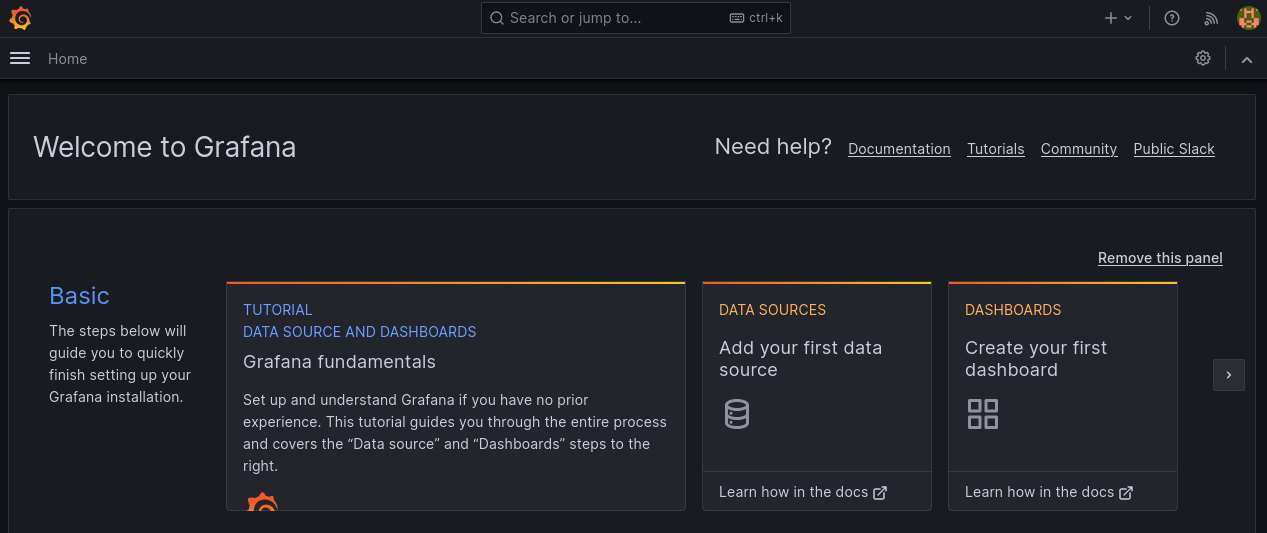 Search or jump to...
ctrl+k
Home
Welcome to Grafana
Need help?
Documentation
Tutorials
Community
Public Slack
Remove this panel
Basic
The steps below will
guide you to quickly
finish setting up your
Grafana installation.
TUTORIAL
DATA SOURCE AND DASHBOARDS
Grafana fundamentals
Set up and understand Grafana if you have no prior
experience. This tutorial guides you through the entire process
and covers the “Data source” and “Dashboards” steps to the
right.
DATA SOURCES
Add your first data
source
Learn how in the docs
DASHBOARDS
Create your first
dashboard
Learn how in the docs